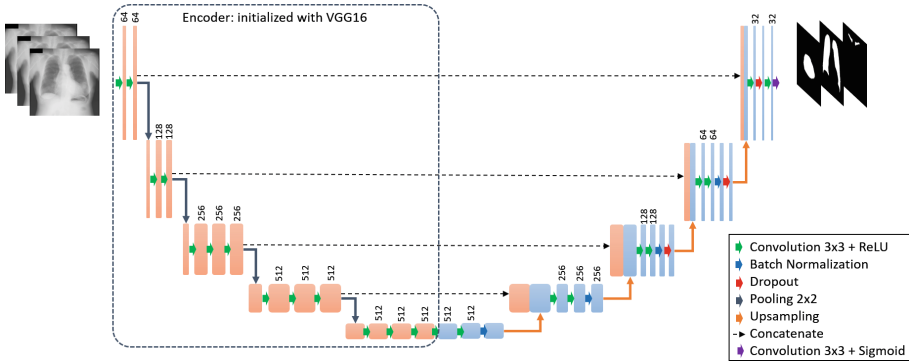 Encoder: initialized with VGG16
64 64
128 128
256 256 256
512 512 512
512 512 512 512 512
256 256 256
128 128
64 64
32 32
Convolution 3x3 + ReLU
Batch Normalization
Dropout
Pooling 2x2
Upsampling
Concatenate
Convolution 3x3 + Sigmoid